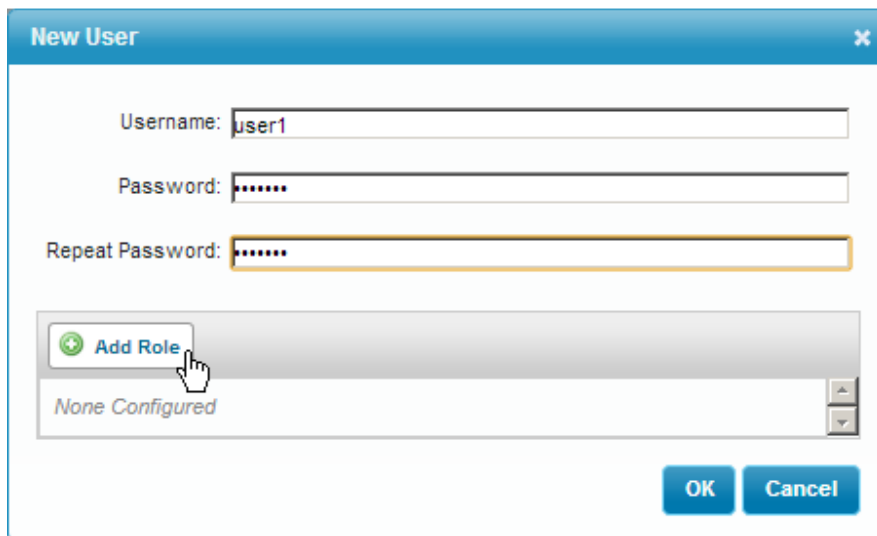 New User
Username: user1
Password: •••••••
Repeat Password: •••••••
Add Role
None Configured
OK Cancel